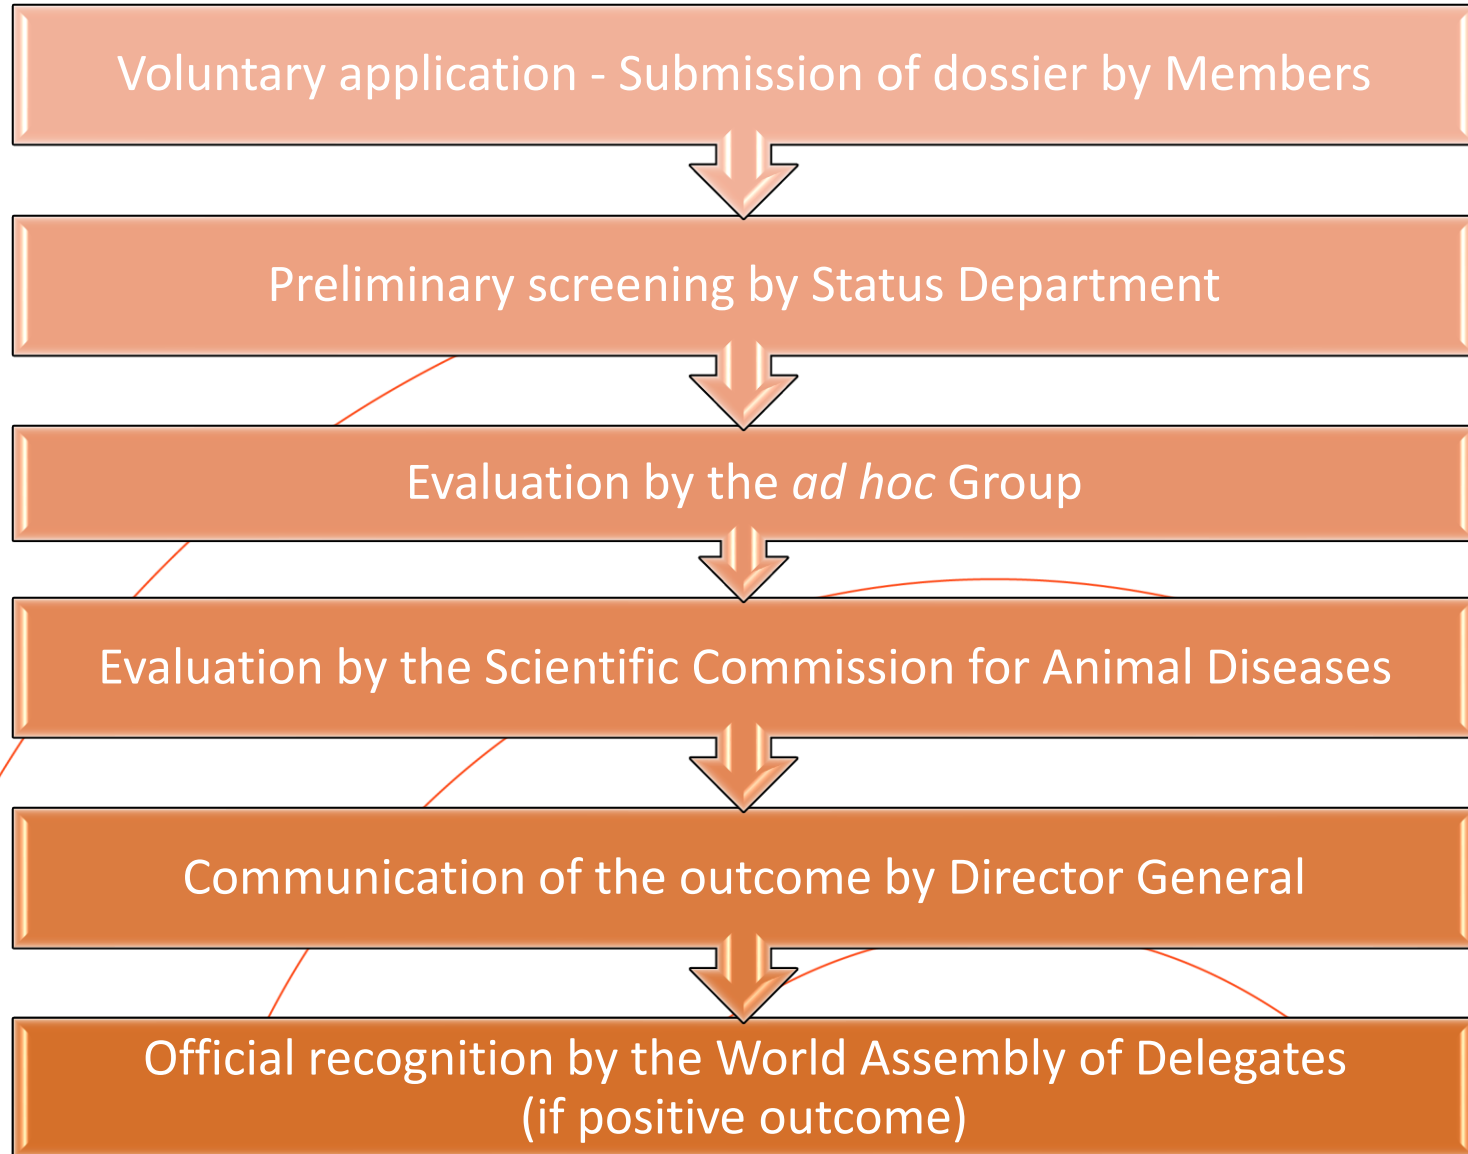 Voluntary application - Submission of dossier by Members
Preliminary screening by Status Department
Evaluation by the ad hoc Group
Evaluation by the Scientific Commission for Animal Diseases
Communication of the outcome by Director General
Official recognition by the World Assembly of Delegates
(if positive outcome)